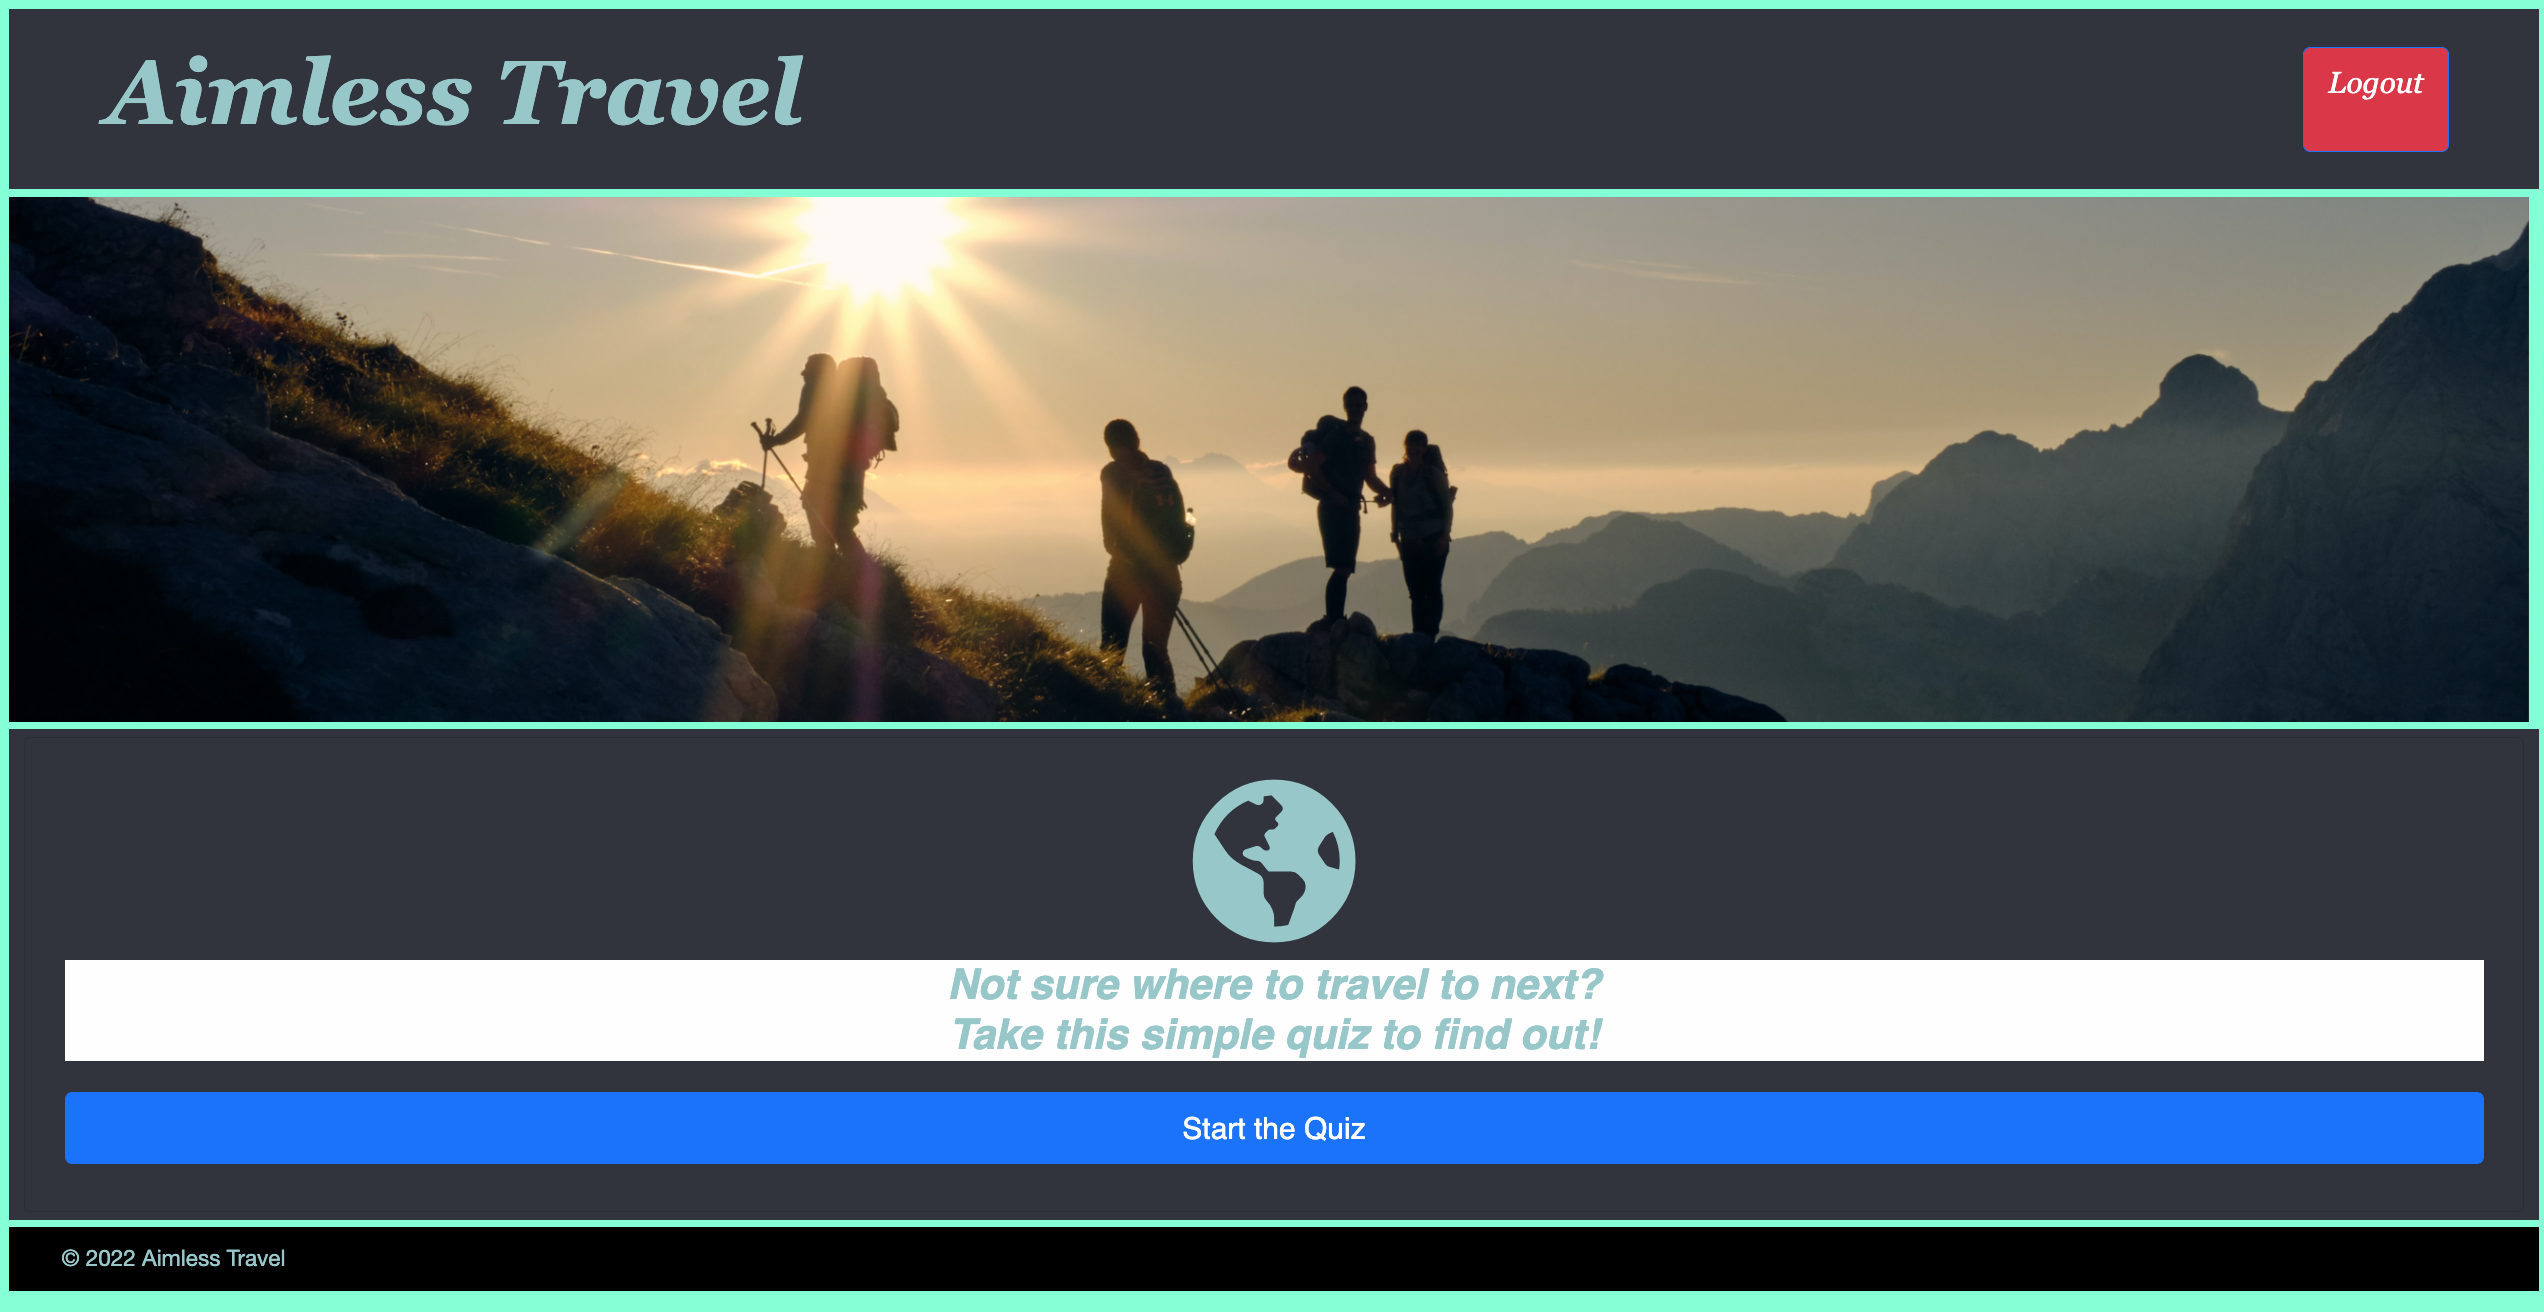 Aimless Travel
Logout
Not sure where to travel to next?
Take this simple quiz to find out!
Start the Quiz
© 2022 Aimless Travel